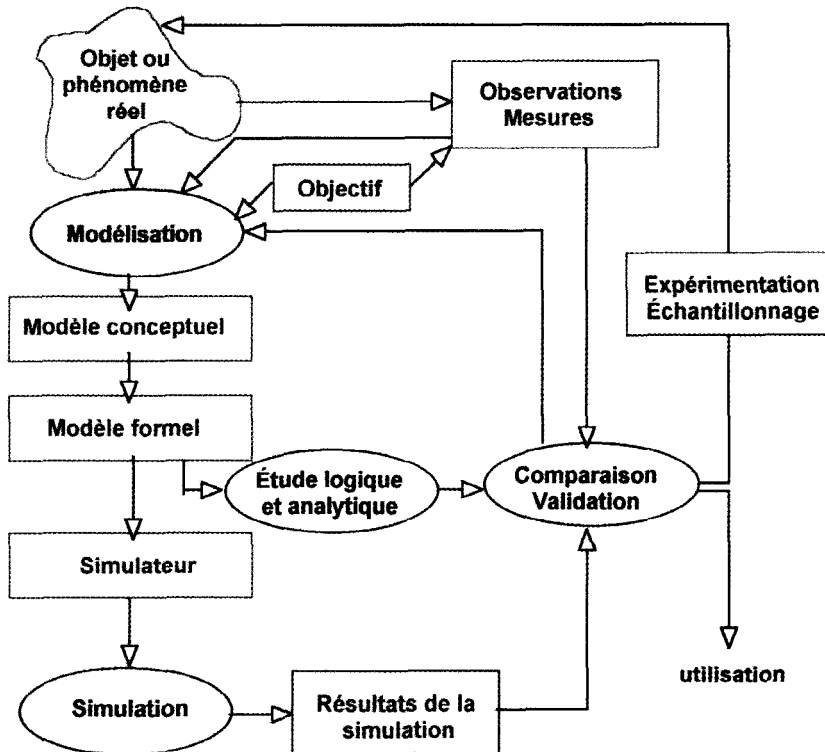 Objet ou
phénomène
réel
Observations
Mesures
Objectif
Modélisation
Expérimentation
Échantillonnage
Modèle conceptuel
Modèle formel
Étude logique
et analytique
Comparaison
Validation
Simulateur
utilisation
Simulation
Résultats de la
simulation